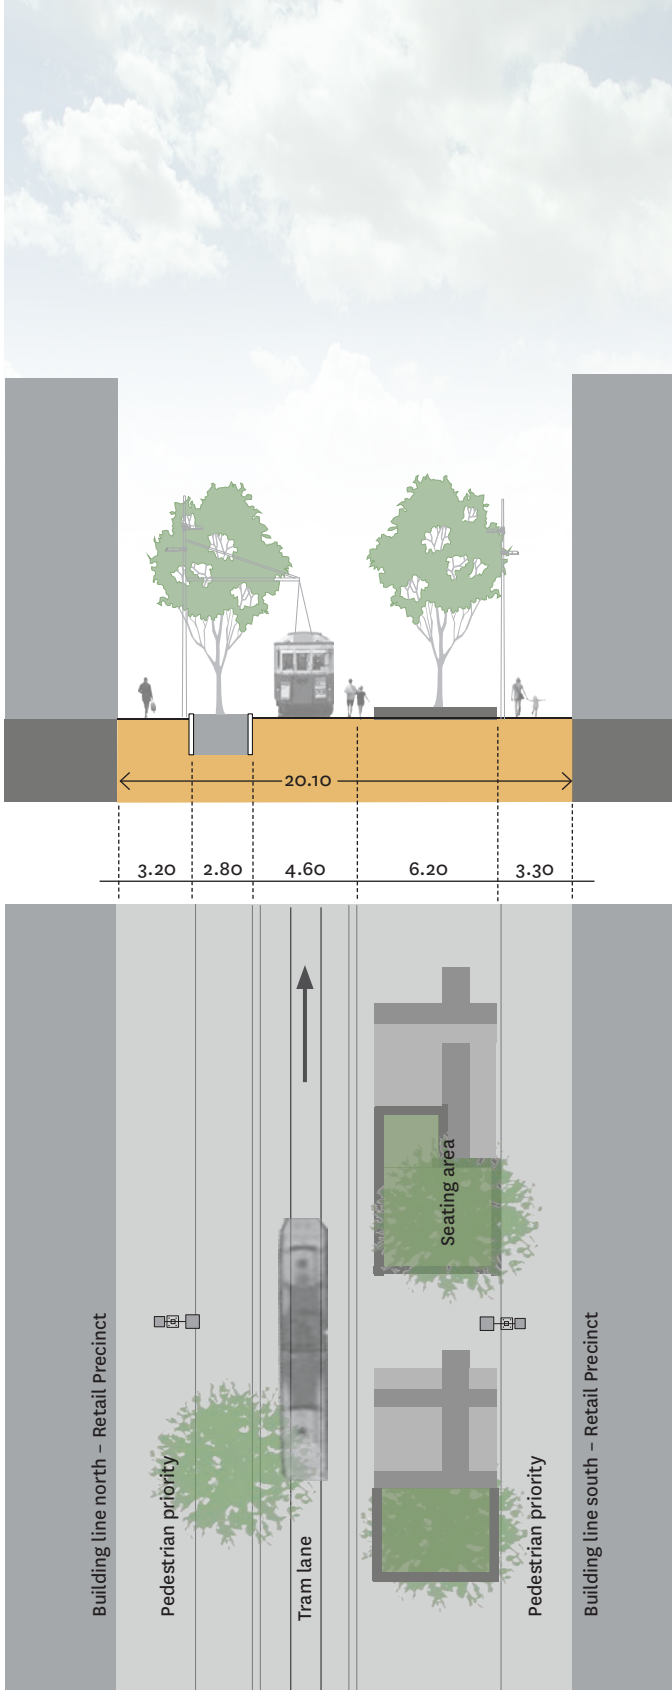 20.10
3.20 2.80 4.60 6.20 3.30
Building line north – Retail Precinct
Pedestrian priority
Tram lane
Seating area
Pedestrian priority
Building line south – Retail Precinct